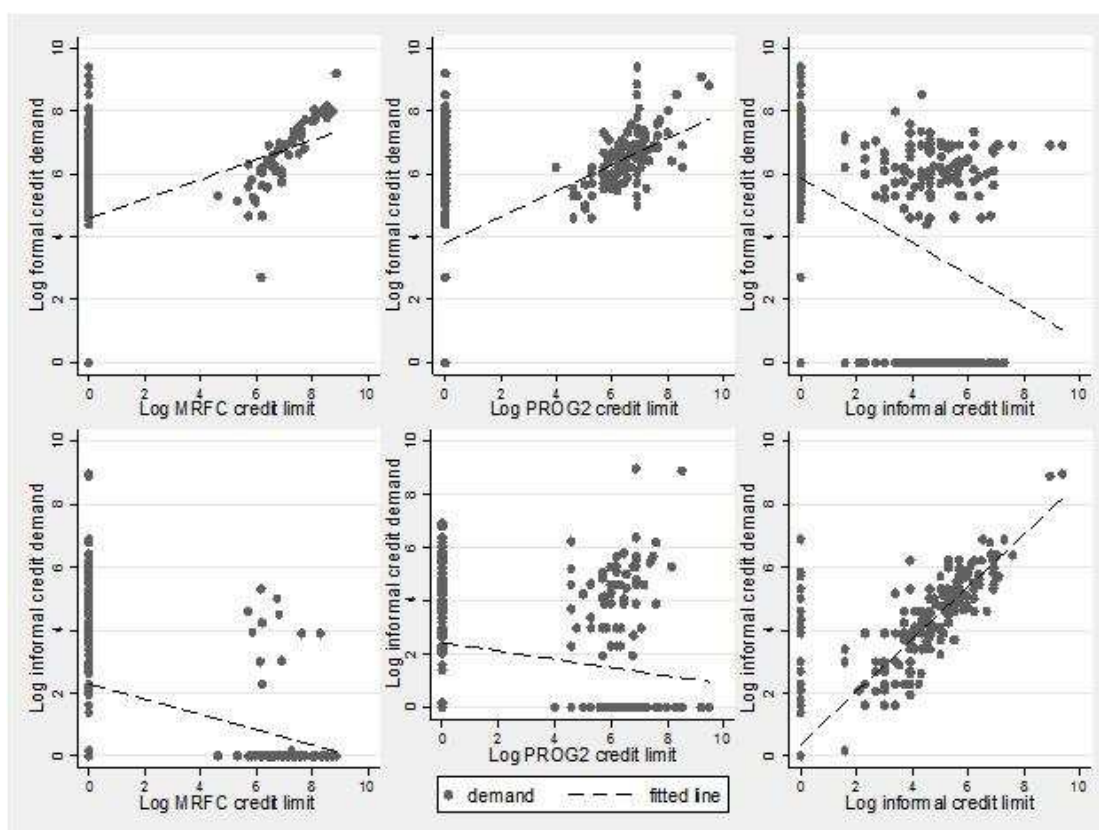 Log formal credit demand
10
8
6
4
2
0
0 2 4 6 8 10
Log MRFC credit limit
Log formal credit demand
10
8
6
4
2
0
0 2 4 6 8 10
Log PROG2 credit limit
Log formal credit demand
10
8
6
4
2
0
0 2 4 6 8 10
Log informal credit limit
Log informal credit demand
10
8
6
4
2
0
0 2 4 6 8 10
Log MRFC credit limit
Log informal credit demand
10
8
6
4
2
0
0 2 4 6 8 10
Log PROG2 credit limit
Log informal credit demand
10
8
6
4
2
0
0 2 4 6 8 10
Log informal credit limit
demand fitted line